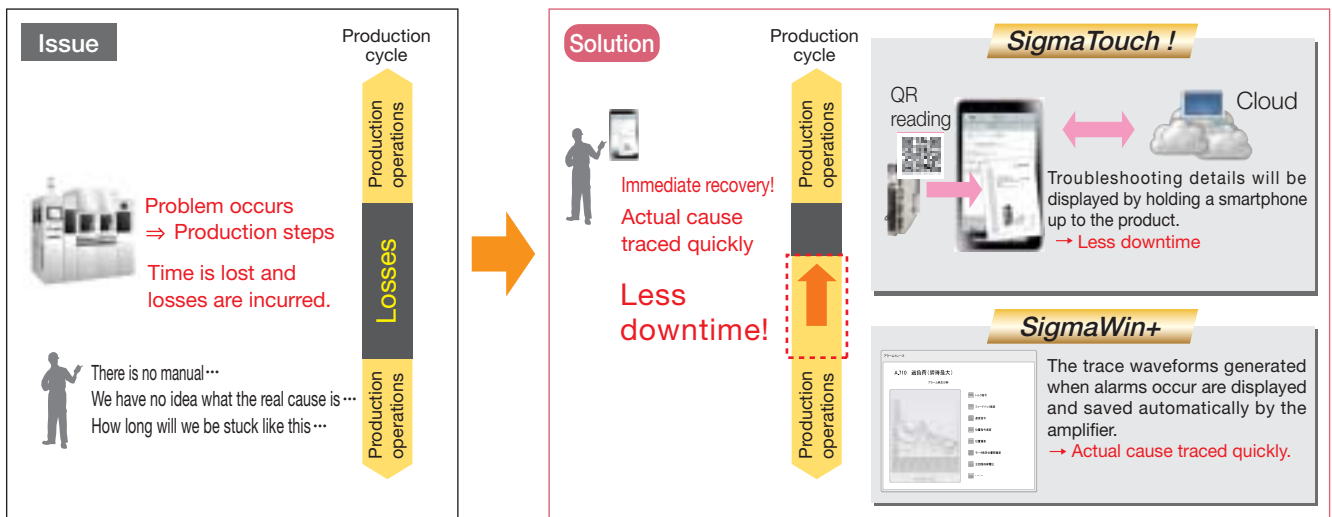 Issue
Production
cycle
Production
operations
Problem occurs
⇒ Production steps
Time is lost and
losses are incurred.
Losses
There is no manual…
We have no idea what the real cause is…
How long will we be stuck like this…
Production
operations
Solution
Production
cycle
Production
operations
Immediate recovery!
Actual cause
traced quickly
Less
downtime!
Production
operations
SigmaTouch !
QR
reading
Cloud
Troubleshooting details will be
displayed by holding a smartphone
up to the product.
→ Less downtime
SigmaWin+
The trace waveforms generated
when alarms occur are displayed
and saved automatically by the
amplifier.
→ Actual cause traced quickly.